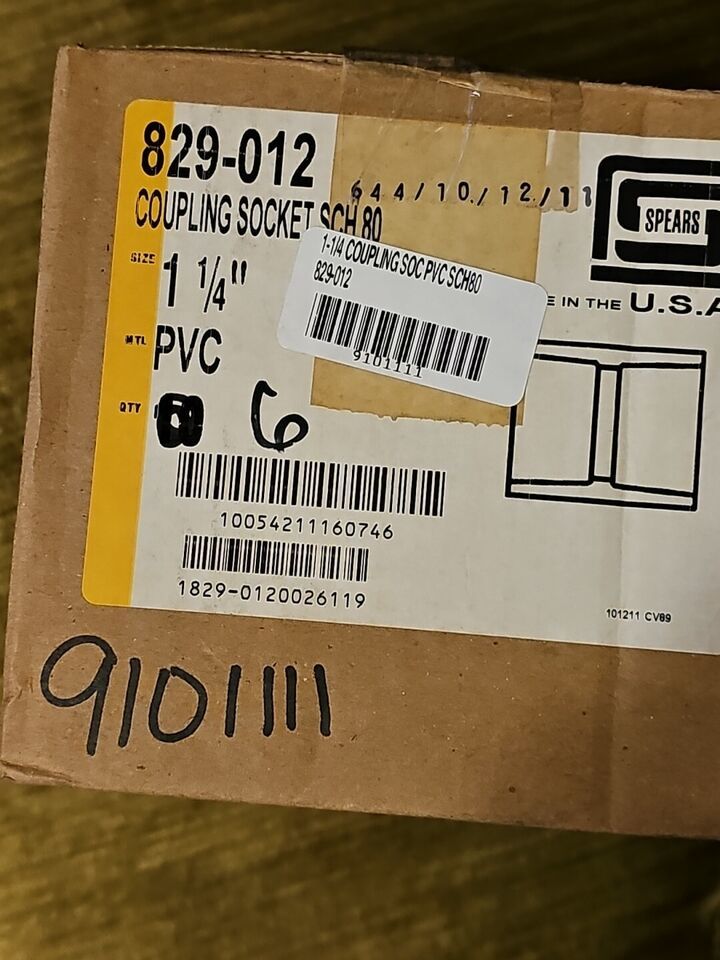 829-012
COUPLING SOCKET SCH 80
644/10/12/11
SPEARS
SIZE 1 ¼"
1-1/4 COUPLING SOC PVC SCH80
829-012
9101111
E IN THE U.S.A
MTL PVC
QTY 6
10054211160746
1829-0120026119
101211 CV89
9101111